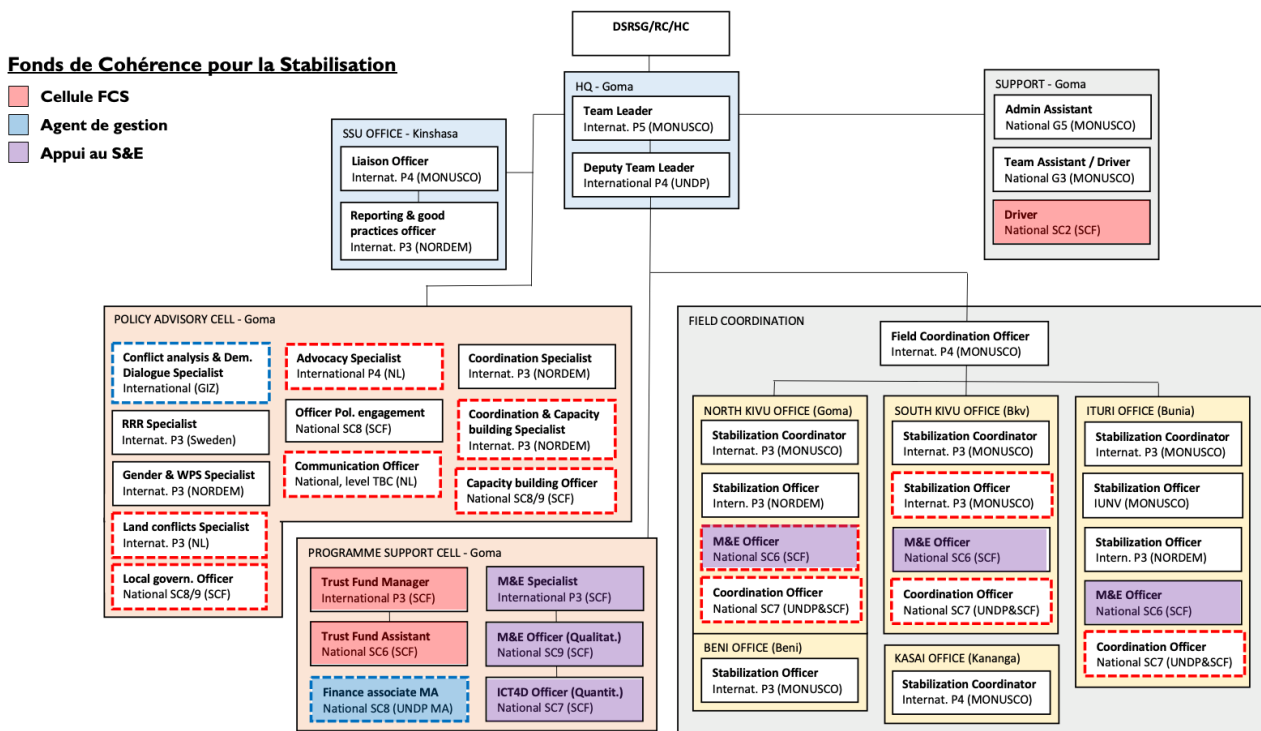 DSRSG/RC/HC
Fonds de Cohérence pour la Stabilisation
Cellule FCS
Agent de gestion
Appui au S&E
HQ - Goma
Team Leader
Internat. P5 (MONUSCO)
Deputy Team Leader
International P4 (UNDP)
SUPPORT - Goma
Admin Assistant
National G5 (MONUSCO)
Team Assistant / Driver
National G3 (MONUSCO)
Driver
National SC2 (SCF)
SSU OFFICE - Kinshasa
Liaison Officer
Internat. P4 (MONUSCO)
Reporting & good
practices officer
Internat. P3 (NORDEM)
POLICY ADVISORY CELL - Goma
Conflict analysis & Dem.
Dialogue Specialist
International (GIZ)
RRR Specialist
Internat. P3 (Sweden)
Gender & WPS Specialist
Internat. P3 (NORDEM)
Land conflicts Specialist
Internat. P3 (NL)
Local govern. Officer
National SC8/9 (SCF)
Advocacy Specialist
International P4 (NL)
Officer Pol. engagement
National SC8 (SCF)
Communication Officer
National, level TBC (NL)
Coordination Specialist
Internat. P3 (NORDEM)
Coordination & Capacity
building Specialist
Internat. P3 (NORDEM)
Capacity building Officer
National SC8/9 (SCF)
PROGRAMME SUPPORT CELL - Goma
Trust Fund Manager
International P3 (SCF)
Trust Fund Assistant
National SC6 (SCF)
Finance associate MA
National SC8 (UNDP MA)
M&E Specialist
International P3 (SCF)
M&E Officer (Qualitat.)
National SC9 (SCF)
ICT4D Officer (Quantit.)
National SC7 (SCF)
FIELD COORDINATION
Field Coordination Officer
Internat. P4 (MONUSCO)
NORTH KIVU OFFICE (Goma)
Stabilization Coordinator
Internat. P3 (MONUSCO)
Stabilization Officer
Intern. P3 (NORDEM)
M&E Officer
National SC6 (SCF)
Coordination Officer
National SC7 (UNDP&SCF)
BENI OFFICE (Beni)
Stabilization Officer
Internat. P3 (MONUSCO)
SOUTH KIVU OFFICE (Bkv)
Stabilization Coordinator
Internat. P3 (MONUSCO)
Stabilization Officer
Internat. P3 (MONUSCO)
M&E Officer
National SC6 (SCF)
Coordination Officer
National SC7 (UNDP&SCF)
KASAI OFFICE (Kananga)
Stabilization Coordinator
Internat. P4 (MONUSCO)
ITURI OFFICE (Bunia)
Stabilization Coordinator
Internat. P3 (MONUSCO)
Stabilization Officer
IUNV (MONUSCO)
Stabilization Officer
Intern. P3 (NORDEM)
M&E Officer
National SC6 (SCF)
Coordination Officer
National SC7 (UNDP&SCF)